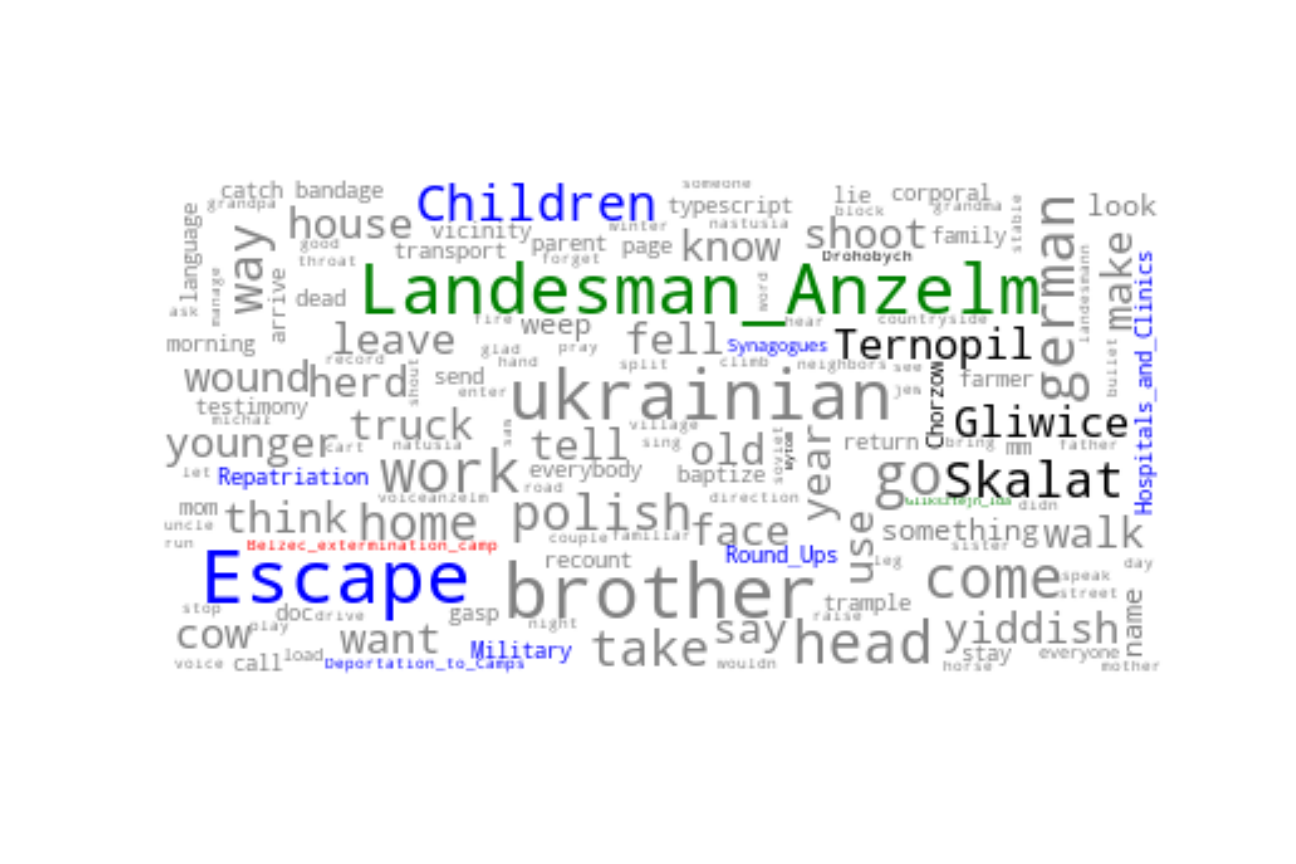 catch bandage
grandpa
language
house
Children
someone
typescript
lie
corporal
block
grandma
stable
german
look
way
good
throat
vicinity
transport
winter
parent
forget
page
nastusia
know
shoot
family
Drohobych
make
landesmann
Hospitals_and_Clinics
ask
manage
arrive
dead
Landesman_Anzelm
word
morning
leave
record
fire
weep
glad
hand
pray
fell
split
Synagogues
hear
climb
countryside
Ternopil
neighbors
see
jew
farmer
bullet
wound
herd
shout
send
enter
ukrainian
Chorzow
Gliwice
testimony
michal
truck
younger
cart
natusia
san
tell
village
sing
old
soviet
Bytom
year
return
bring
mm
father
let
Repatriation
work
everybody
road
baptize
go
Skalat
voiceanzelm
direction
Gliksztejn_Ida
didn
mom
uncle
think
home
polish
couple
familiar
face
use
something
sister
walk
run
Belzec_extermination_camp
Escape
recount
Round_Ups
leg
come
speak
street
day
brother
stop
doc
drive
gasp
night
trample
raise
name
cow
play
want
Military
take
say
head
yiddish
stay
everyone
voice
call
load
Deportation_to_Camps
wouldn
horse
mother